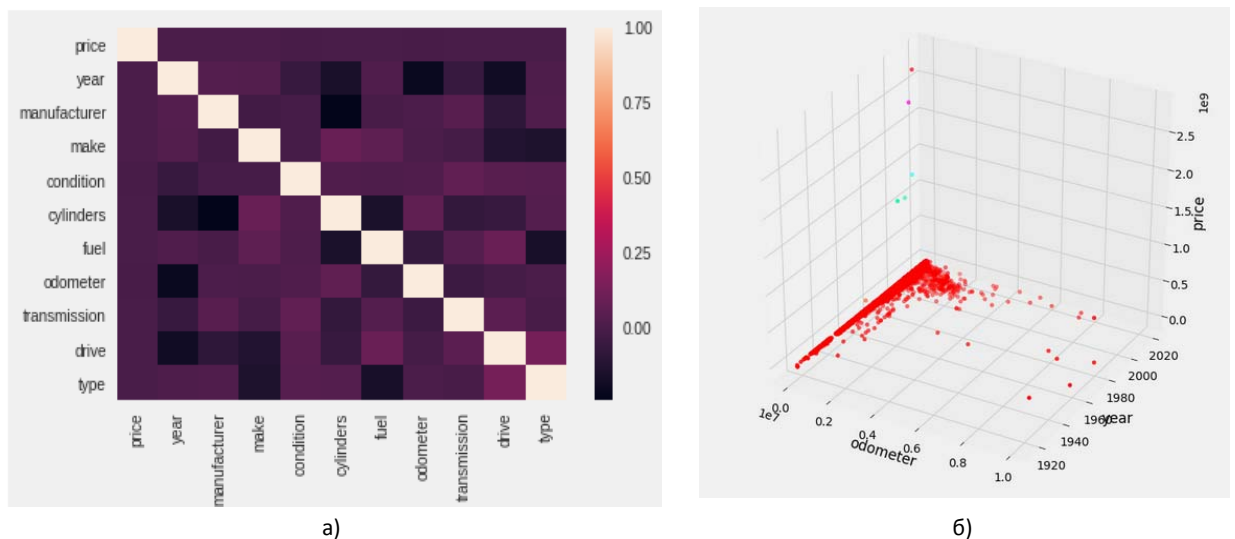 price
year
manufacturer
make
condition
cylinders
fuel
odometer
transmission
drive
type
price
year
manufacturer
make
condition
cylinders
fuel
odometer
transmission
drive
type
1.00
0.75
0.50
0.25
0.00
а)
1e9
2.5
2.0
1.5
1.0
0.5
0.0
price
2020
2000
1980
1960
1940
1920
year
0.0
0.2
0.4
0.6
0.8
1.0
1e7
odometer
б)